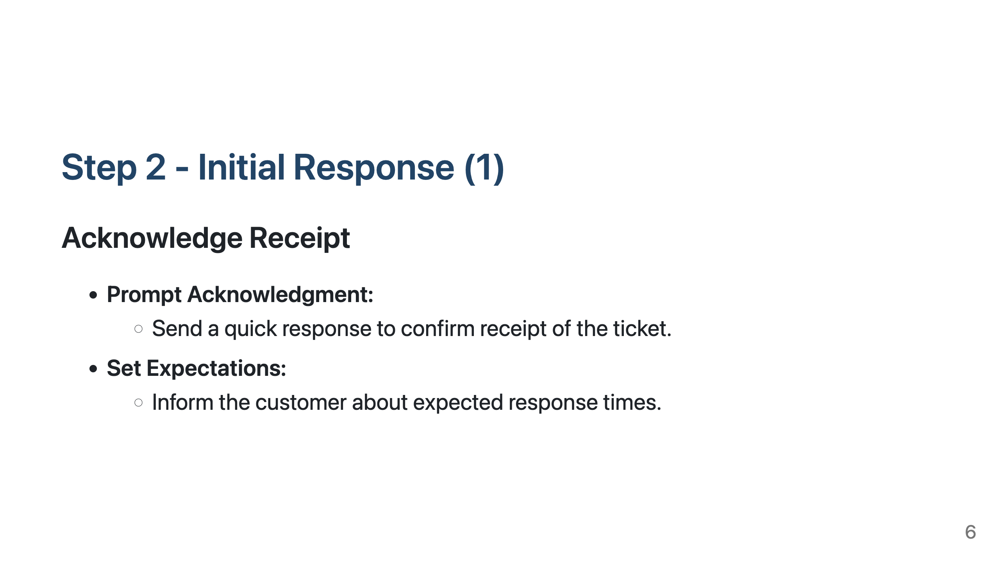 Step 2 - Initial Response (1)
Acknowledge Receipt
Prompt Acknowledgment:
Send a quick response to confirm receipt of the ticket.
Set Expectations:
Inform the customer about expected response times.
6